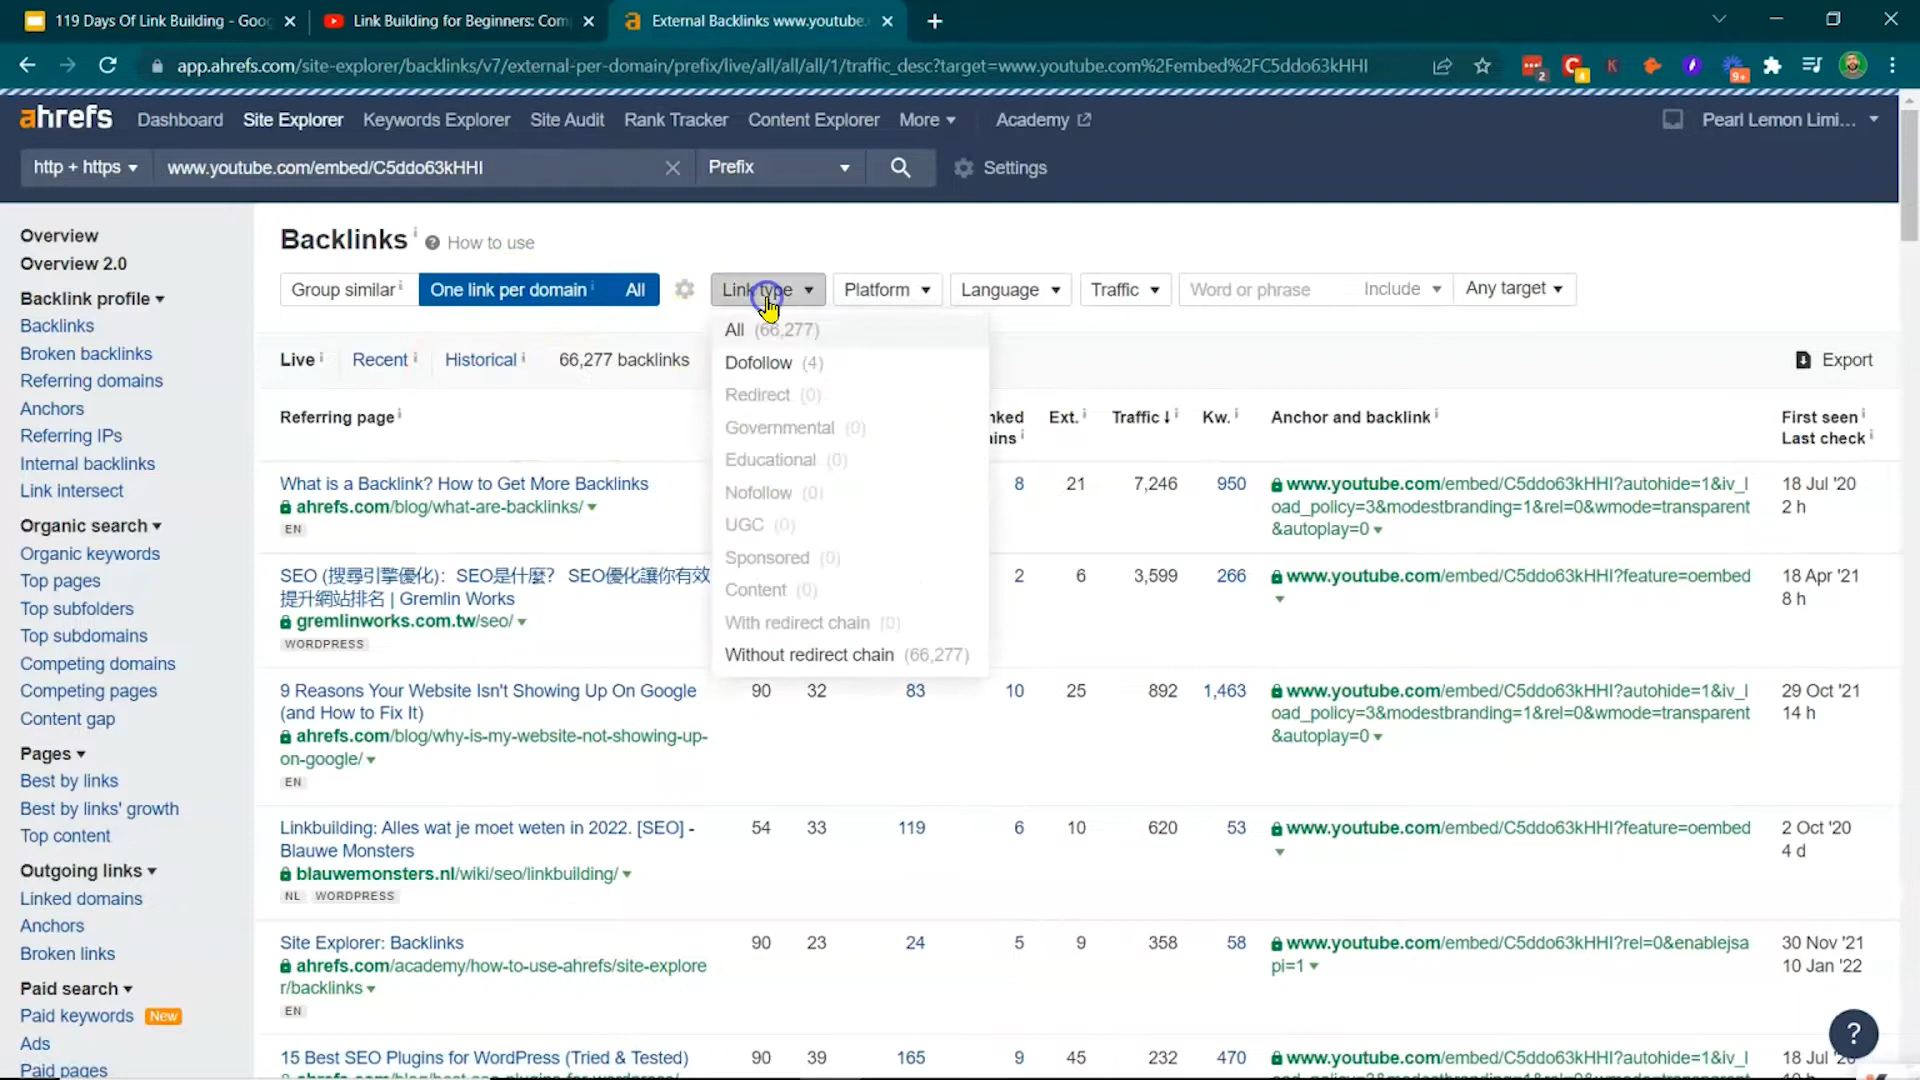 119 Days Of Link Building - Goog
Link Building for Beginners: Com
External Backlinks www.youtube.
app.ahrefs.com/site-explorer/backlinks/v7/external-per-domain/prefix/live/all/all/all/1/traffic_desc?target=www.youtube.com%2Fembed%2FC5ddo63kHHI
2
4
9+
ahrefs Dashboard Site Explorer Keywords Explorer Site Audit Rank Tracker Content Explorer More Academy Pearl Lemon Limi...
http + https www.youtube.com/embed/C5ddo63kHHI Prefix Settings
Overview
Overview 2.0
Backlink profile
Backlinks
Broken backlinks
Referring domains
Anchors
Referring IPs
Internal backlinks
Link intersect
Organic search
Organic keywords
Top pages
Top subfolders
Top subdomains
Competing domains
Competing pages
Content gap
Pages
Best by links
Best by links' growth
Top content
Outgoing links
Linked domains
Anchors
Broken links
Paid search
Paid keywords New
Ads
Paid pages
Backlinks How to use
Group similar One link per domain All Link type Platform Language Traffic Word or phrase Include Any target
All (66,277)
Dofollow (4)
Redirect (0)
Governmental (0)
Educational (0)
Nofollow (0)
UGC (0)
Sponsored (0)
Content (0)
With redirect chain (0)
Without redirect chain (66,277)
Live Recent Historical 66,277 backlinks Export
Referring page Ext. Traffic Kw. Anchor and backlink First seen
Last check
What is a Backlink? How to Get More Backlinks 8 21 7,246 950 www.youtube.com/embed/C5ddo63kHHI?autohide=1&iv_l 18 Jul '20
ahrefs.com/blog/what-are-backlinks/ oad_policy=3&modestbranding=1&rel=0&wmode=transparent 2 h
EN &autoplay=0
SEO (搜尋引擎優化): SEO是什麼? SEO優化讓你有效 2 6 3,599 266 www.youtube.com/embed/C5ddo63kHHI?feature=oembed 18 Apr '21
提升網站排名 | Gremlin Works 8 h
gremlinworks.com.tw/seo/
WORDPRESS
9 Reasons Your Website Isn't Showing Up On Google 90 32 83 10 25 892 1,463 www.youtube.com/embed/C5ddo63kHHI?autohide=1&iv_l 29 Oct '21
(and How to Fix It) oad_policy=3&modestbranding=1&rel=0&wmode=transparent 14 h
ahrefs.com/blog/why-is-my-website-not-showing-up- &autoplay=0
on-google/
EN
Linkbuilding: Alles wat je moet weten in 2022. [SEO] - 54 33 119 6 10 620 53 www.youtube.com/embed/C5ddo63kHHI?feature=oembed 2 Oct '20
Blauwe Monsters 4 d
blauwemonsters.nl/wiki/seo/linkbuilding/
NL WORDPRESS
Site Explorer: Backlinks 90 23 24 5 9 358 58 www.youtube.com/embed/C5ddo63kHHI?rel=0&enablejsa 30 Nov '21
ahrefs.com/academy/how-to-use-ahrefs/site-explore pi=1 10 Jan '22
r/backlinks
EN
15 Best SEO Plugins for WordPress (Tried & Tested) 90 39 165 9 45 232 470 www.youtube.com/embed/C5ddo63kHHI?autohide=1&iv_l 18 Jul '20
?